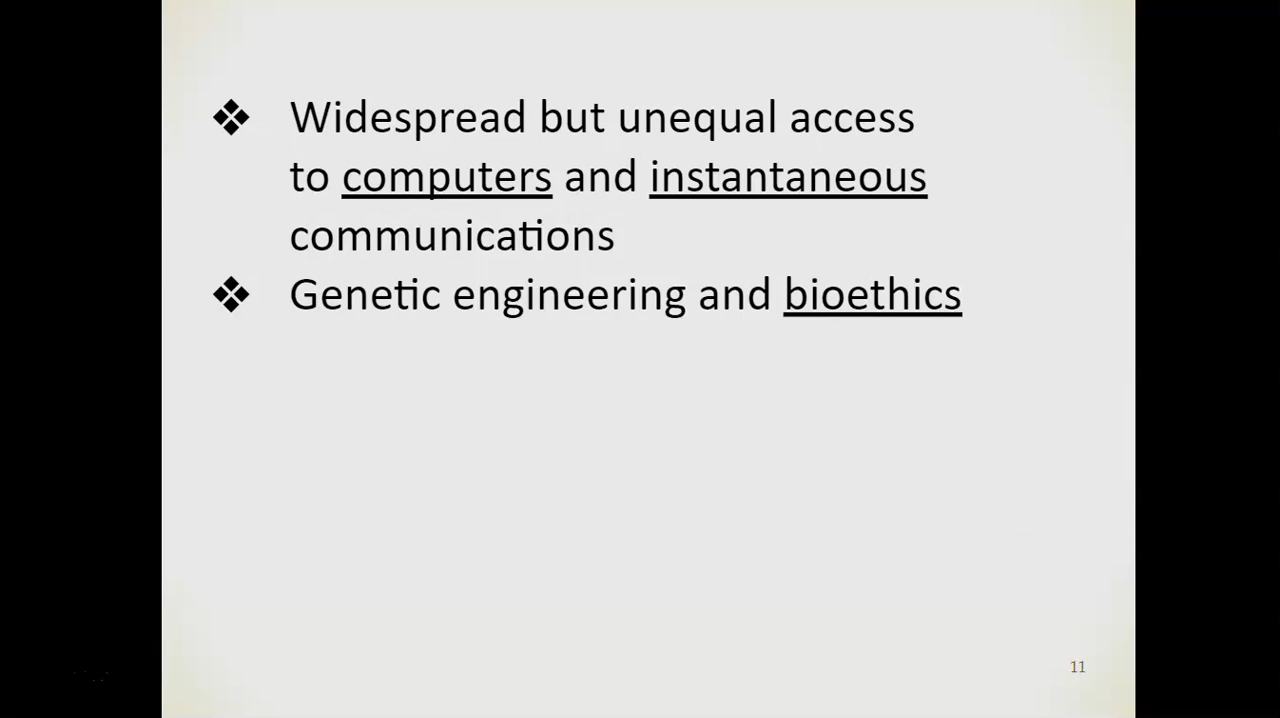 ❖ Widespread but unequal access
to computers and instantaneous
communications
❖ Genetic engineering and bioethics
11